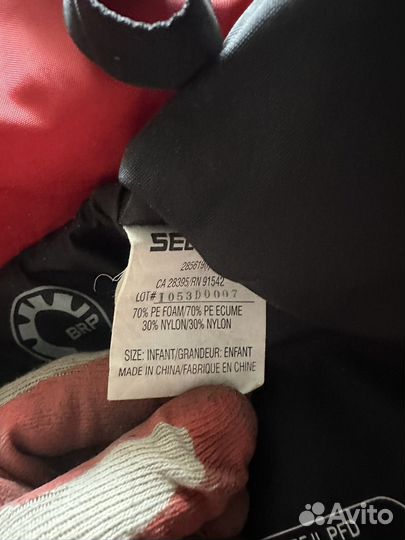 285619
CA 28395/RN 91542
LOT# I053D0007
70% PE FOAM/70% PE ECUME
30% NYLON/30% NYLON
SIZE: INFANT/GRANDEUR: ENFANT
MADE IN CHINA/FABRIQUE EN CHINE
BRP
PFD
Avito